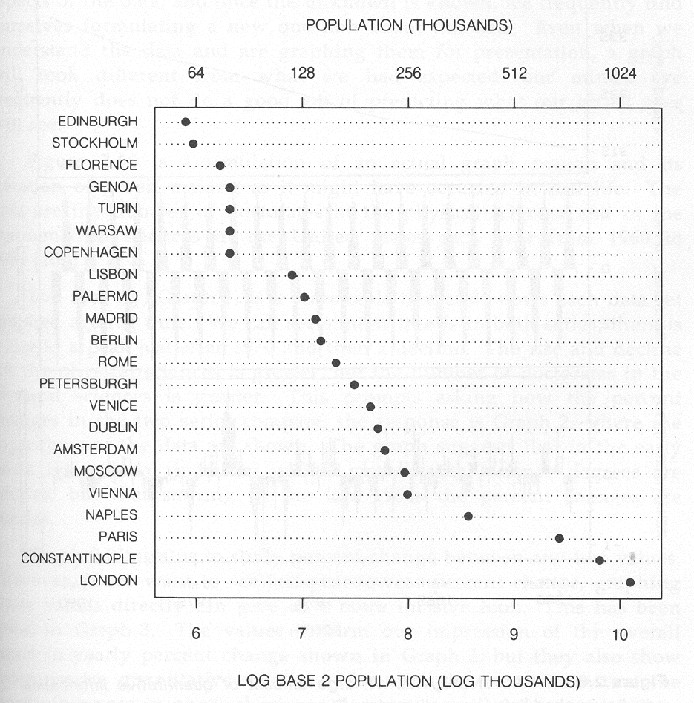 POPULATION (THOUSANDS)
64 128 256 512 1024
EDINBURGH
STOCKHOLM
FLORENCE
GENOA
TURIN
WARSAW
COPENHAGEN
LISBON
PALERMO
MADRID
BERLIN
ROME
PETERSBURGH
VENICE
DUBLIN
AMSTERDAM
MOSCOW
VIENNA
NAPLES
PARIS
CONSTANTINOPLE
LONDON
6 7 8 9 10
LOG BASE 2 POPULATION (LOG THOUSANDS)